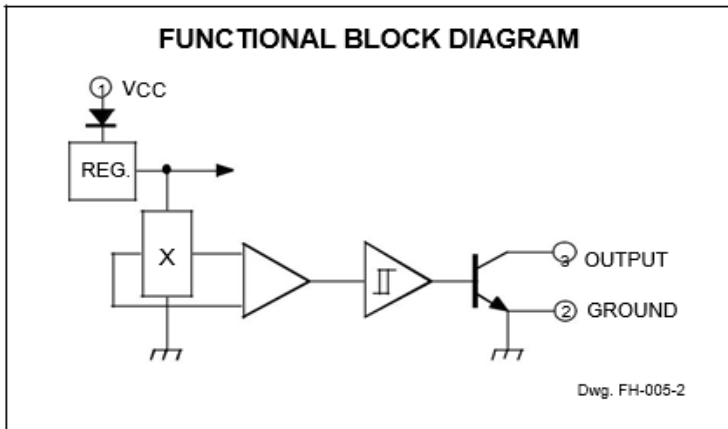 FUNCTIONAL BLOCK DIAGRAM
1 VCC
REG.
X
3 OUTPUT
2 GROUND
Dwg. FH-005-2